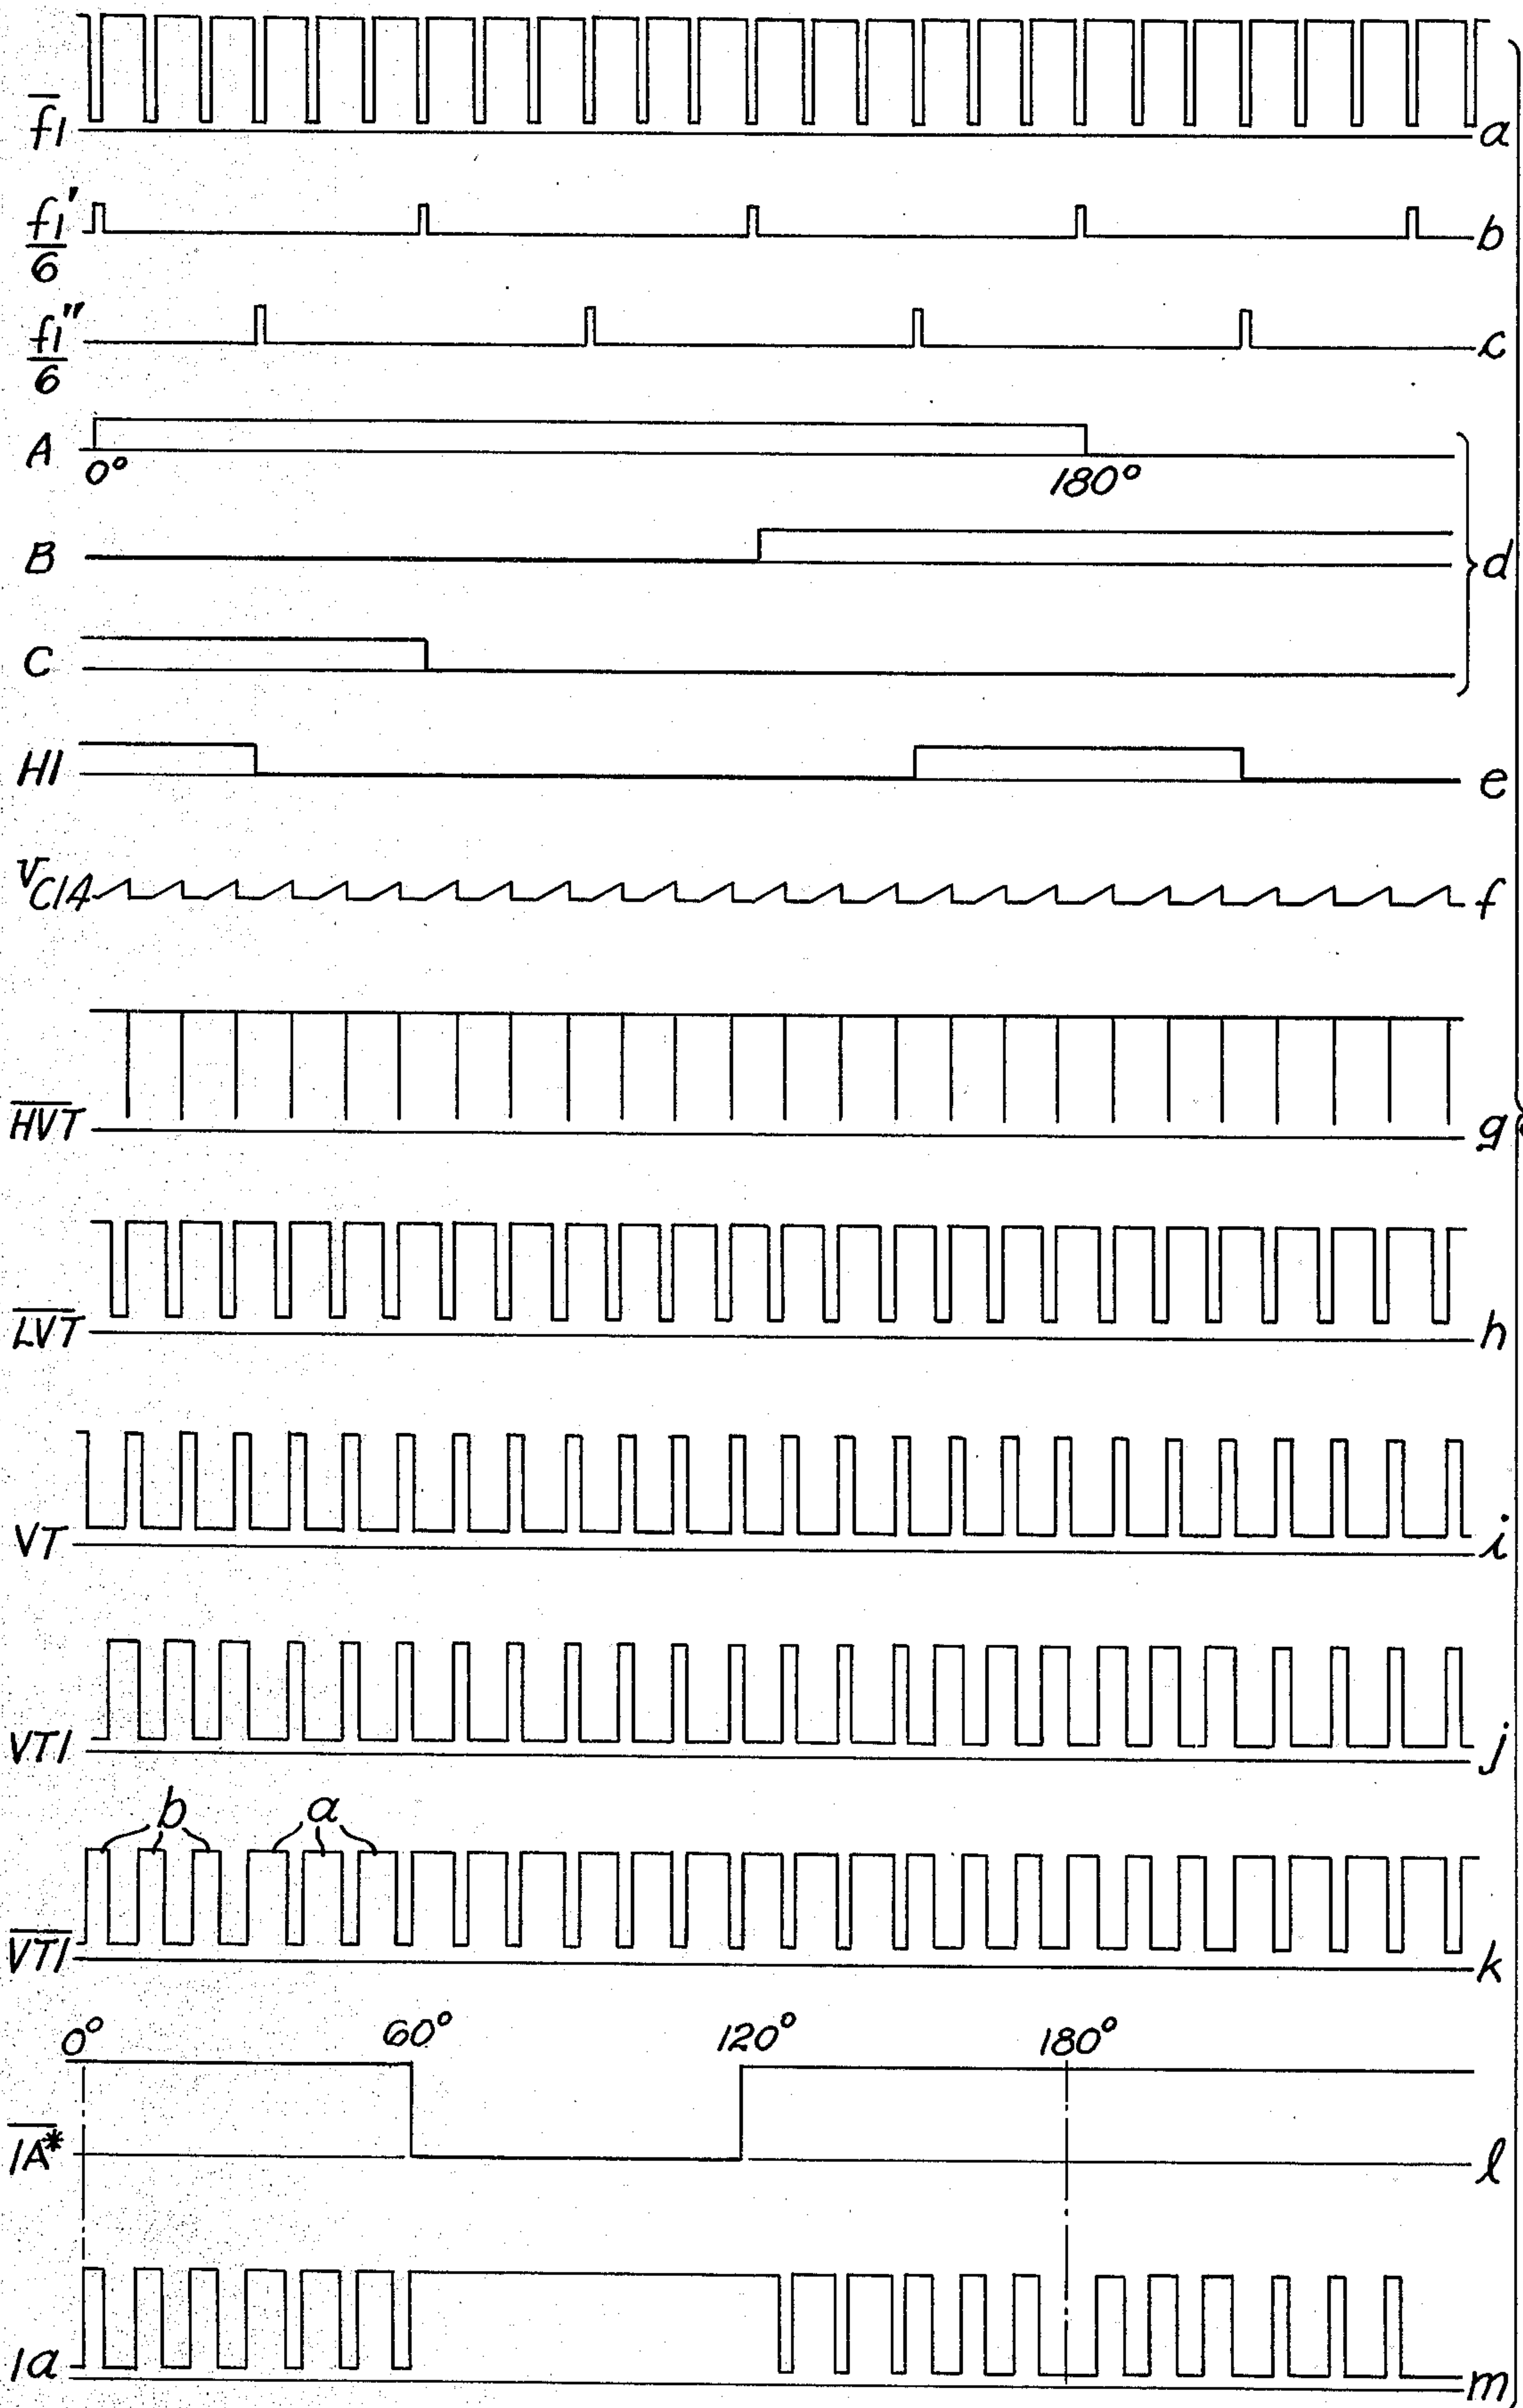 f1 a
f1' b
6
f1" c
6
A
0° 180°
B d
C
H1 e
VC14 f
HVT g
LVT h
VT i
VT1 j
b a
VT1 k
0° 60° 120° 180°
1A* l
1a m